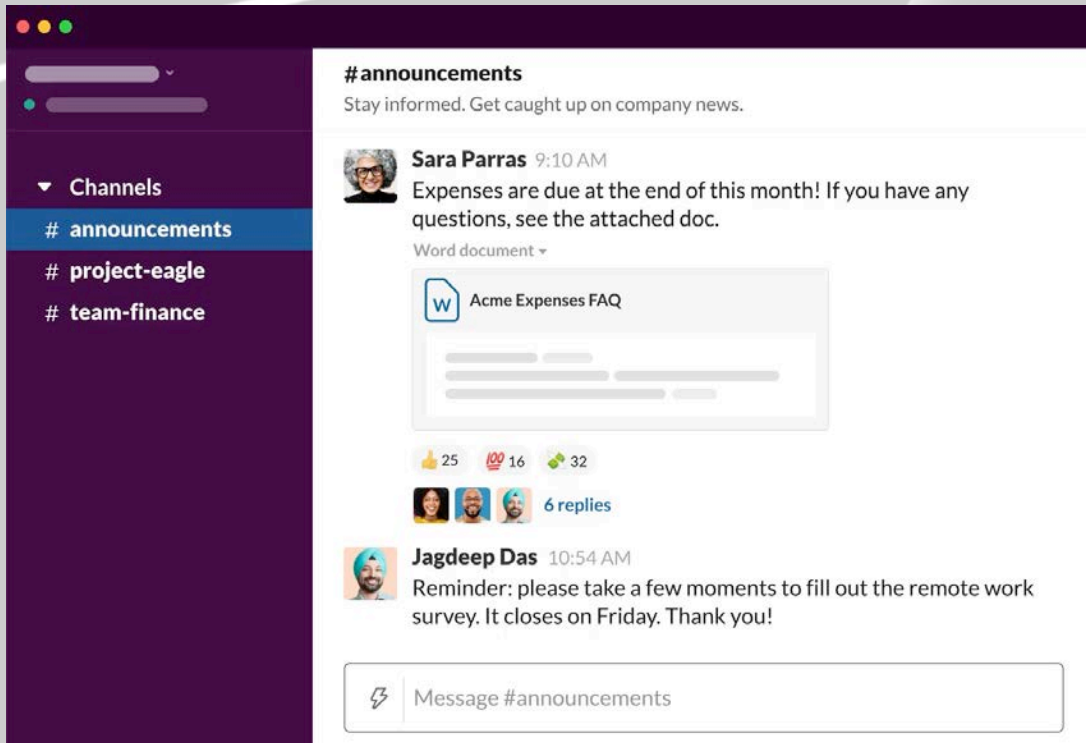 #announcements
Stay informed. Get caught up on company news.
Channels
# announcements
# project-eagle
# team-finance
Sara Parras 9:10 AM
Expenses are due at the end of this month! If you have any
questions, see the attached doc.
Word document
W Acme Expenses FAQ
👍 25 💯 16 💸 32
6 replies
Jagdeep Das 10:54 AM
Reminder: please take a few moments to fill out the remote work
survey. It closes on Friday. Thank you!
Message #announcements